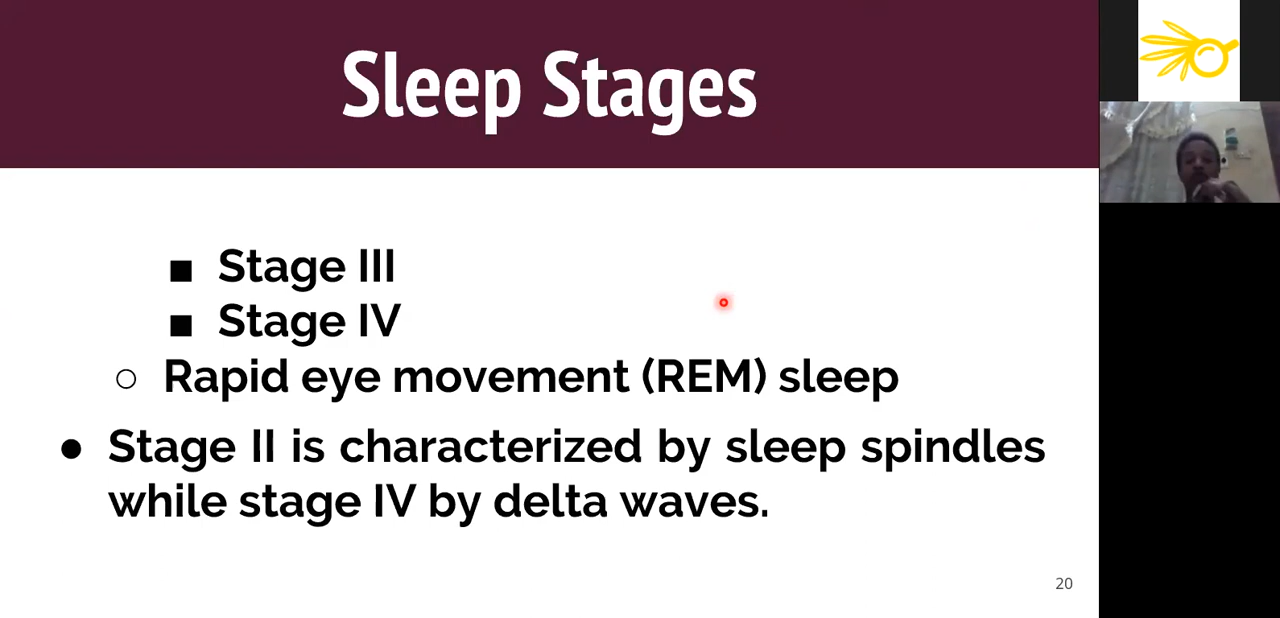 Sleep Stages
■ Stage III
■ Stage IV
○ Rapid eye movement (REM) sleep
● Stage II is characterized by sleep spindles
while stage IV by delta waves.
20